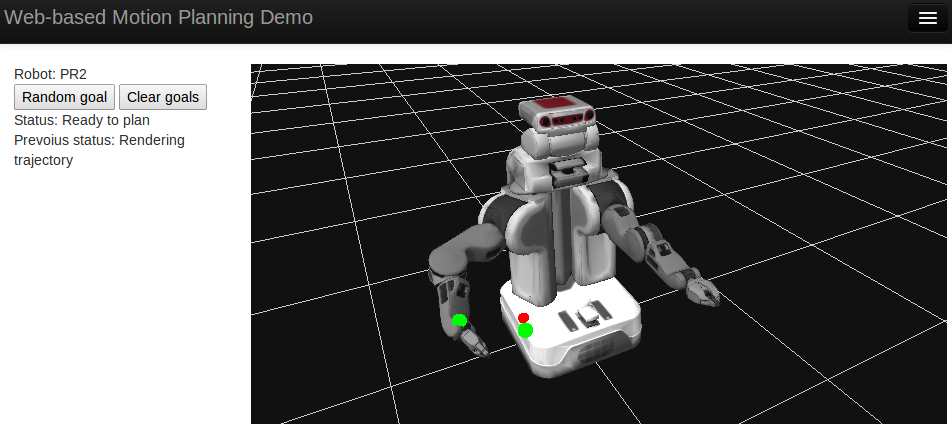 Web-based Motion Planning Demo
Robot: PR2
Random goal Clear goals
Status: Ready to plan
Prevoius status: Rendering
trajectory